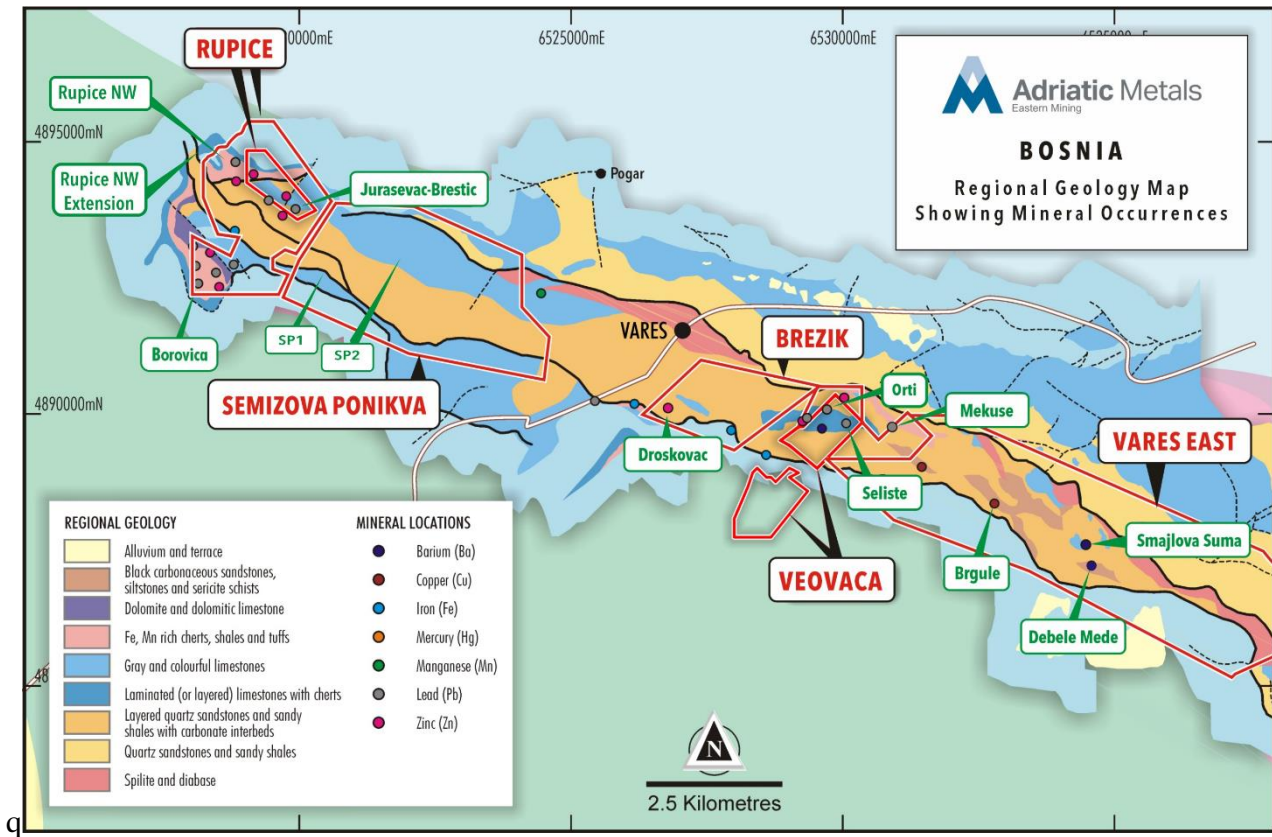 6520000mE
6525000mE
6530000mE
6535000mE
4895000mN
4890000mN
RUPICE
Rupice NW
Rupice NW
Extension
Jurasevac-Brestic
Pogar
Adriatic Metals
Eastern Mining
BOSNIA
Regional Geology Map
Showing Mineral Occurrences
Borovica
SP1
SP2
SEMIZOVA PONIKVA
VARES
BREZIK
Orti
Mekuse
VARES EAST
Droskovac
Seliste
VEOVACA
Brgule
Smajlova Suma
Debele Mede
REGIONAL GEOLOGY
Alluvium and terrace
Black carbonaceous sandstones,
siltstones and sericite schists
Dolomite and dolomitic limestone
Fe, Mn rich cherts, shales and tuffs
Gray and colourful limestones
Laminated (or layered) limestones with cherts
Layered quartz sandstones and sandy
shales with carbonate interbeds
Quartz sandstones and sandy shales
Spilite and diabase
MINERAL LOCATIONS
Barium (Ba)
Copper (Cu)
Iron (Fe)
Mercury (Hg)
Manganese (Mn)
Lead (Pb)
Zinc (Zn)
N
2.5 Kilometres
q